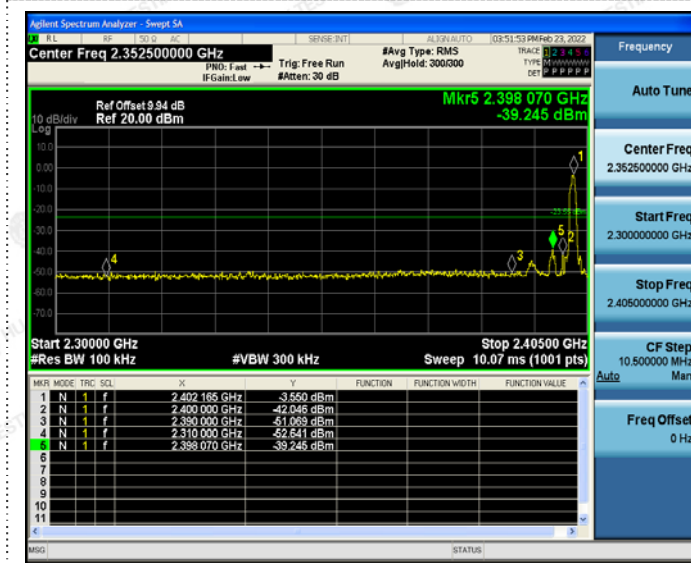 Agilent Spectrum Analyzer - Swept SA
RL RF 50 Ω AC SENSE:INT ALIGN AUTO 03:51:53 PM Feb 23, 2022
Center Freq 2.352500000 GHz #Avg Type: RMS TRACE 1 2 3 4 5 6
PNO: Fast Trig: Free Run Avg|Hold: 300/300 TYPE M
IFGain:Low #Atten: 30 dB DET P P P P P P
Ref Offset 9.94 dB Mkr5 2.398 070 GHz
10 dB/div Ref 20.00 dBm -39.245 dBm
Log
10.0
0.00
-10.0
-20.0
-30.0
-40.0
-50.0
-60.0
-70.0
1
5
2
3
4
Start 2.30000 GHz Stop 2.40500 GHz
#Res BW 100 kHz #VBW 300 kHz Sweep 10.07 ms (1001 pts)
MKR MODE TRC SCL X Y FUNCTION FUNCTION WIDTH FUNCTION VALUE
1 N 1 f 2.402 165 GHz -3.550 dBm
2 N 1 f 2.400 000 GHz -42.046 dBm
3 N 1 f 2.390 000 GHz -51.069 dBm
4 N 1 f 2.310 000 GHz -52.641 dBm
5 N 1 f 2.398 070 GHz -39.245 dBm
6
7
8
9
10
11
MSG STATUS
Frequency
Auto Tune
Center Freq
2.352500000 GHz
Start Freq
2.300000000 GHz
Stop Freq
2.405000000 GHz
CF Step
10.500000 MHz
Auto Man
Freq Offset
0 Hz